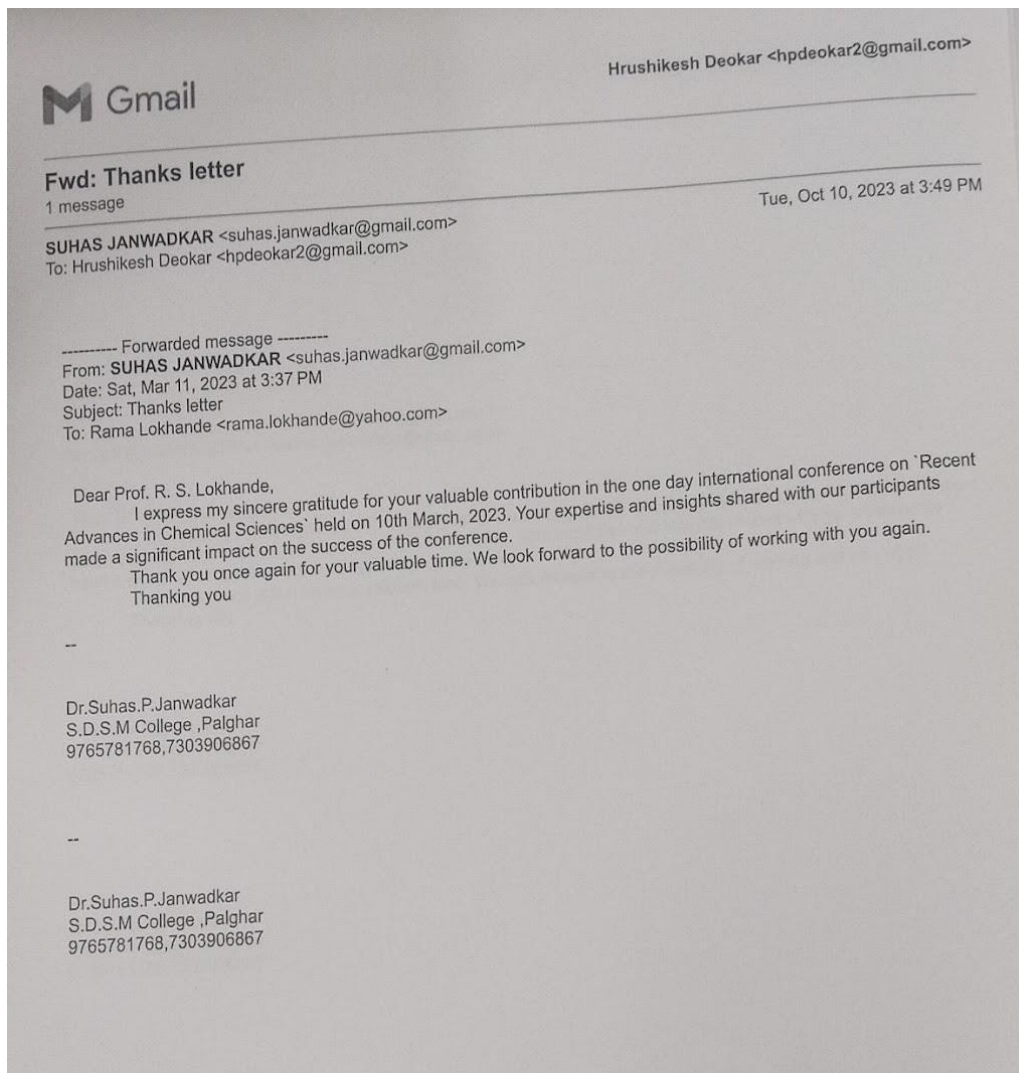 Gmail
Hrushikesh Deokar <hpdeokar2@gmail.com>
Fwd: Thanks letter
1 message
SUHAS JANWADKAR <suhas.janwadkar@gmail.com>
Tue, Oct 10, 2023 at 3:49 PM
To: Hrushikesh Deokar <hpdeokar2@gmail.com>
---------- Forwarded message ---------
From: SUHAS JANWADKAR <suhas.janwadkar@gmail.com>
Date: Sat, Mar 11, 2023 at 3:37 PM
Subject: Thanks letter
To: Rama Lokhande <rama.lokhande@yahoo.com>
Dear Prof. R. S. Lokhande,
I express my sincere gratitude for your valuable contribution in the one day international conference on `Recent
Advances in Chemical Sciences` held on 10th March, 2023. Your expertise and insights shared with our participants
made a significant impact on the success of the conference.
Thank you once again for your valuable time. We look forward to the possibility of working with you again.
Thanking you
--
Dr.Suhas.P.Janwadkar
S.D.S.M College ,Palghar
9765781768,7303906867
--
Dr.Suhas.P.Janwadkar
S.D.S.M College ,Palghar
9765781768,7303906867